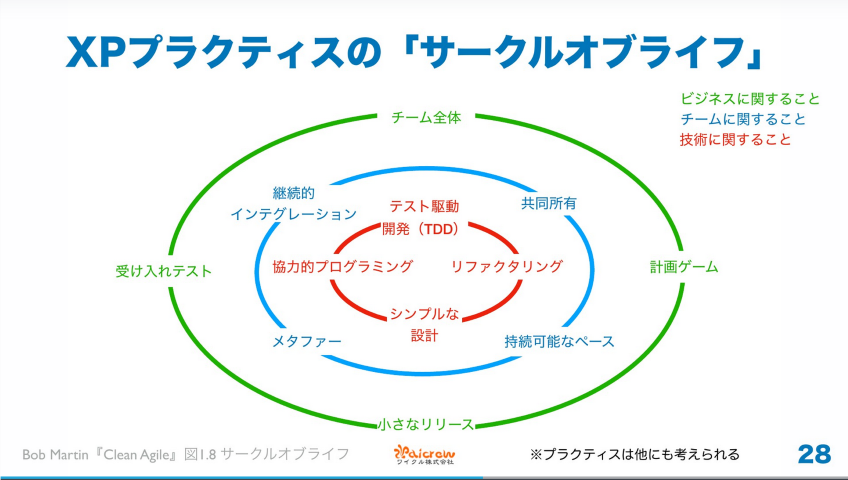 XPプラクティスの「サークルオブライフ」
ビジネスに関すること
チームに関すること
技術に関すること
チーム全体
継続的
インテグレーション
テスト駆動
開発（TDD）
共同所有
受け入れテスト
協力的プログラミング
リファクタリング
計画ゲーム
シンプルな
設計
メタファー
持続可能なペース
小さなリリース
Bob Martin『Clean Agile』図1.8 サークルオブライフ
Waicrew
ワイクル株式会社
※プラクティスは他にも考えられる
28